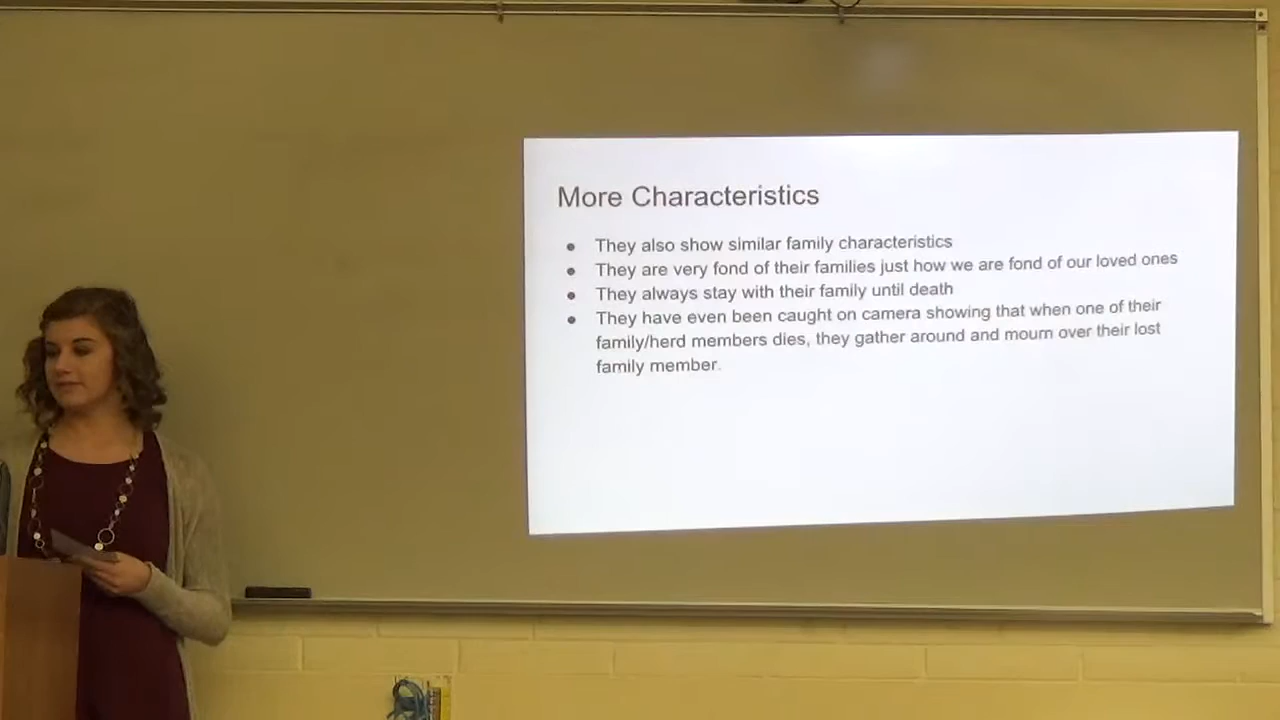 More Characteristics
● They also show similar family characteristics
● They are very fond of their families just how we are fond of our loved ones
● They always stay with their family until death
● They have even been caught on camera showing that when one of their
family/herd members dies, they gather around and mourn over their lost
family member.